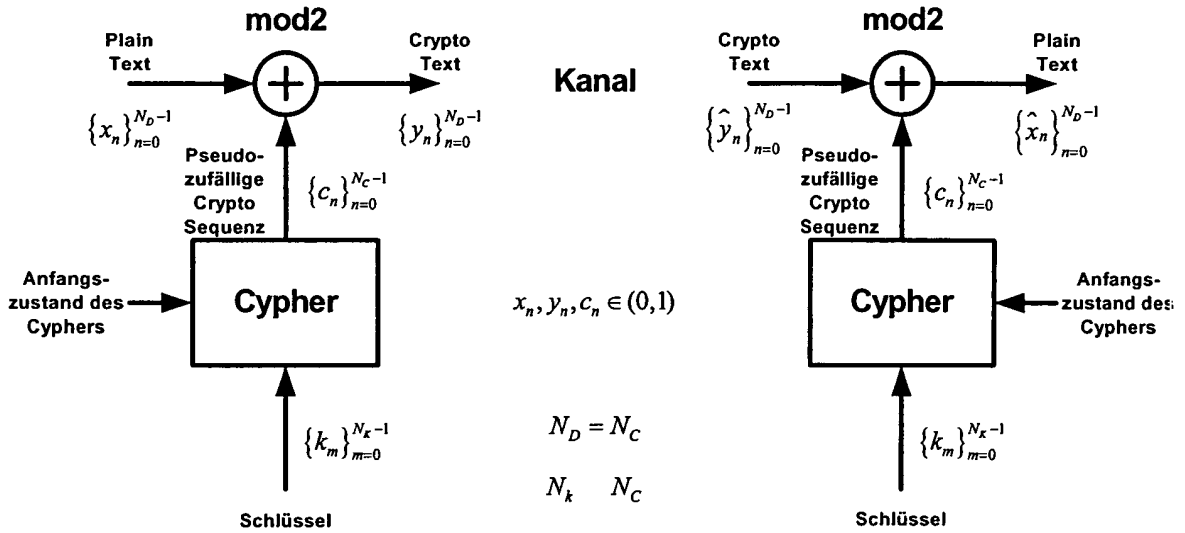 mod2
Plain
Text
Crypto
Text
{x_n}_{n=0}^{N_D-1}
{y_n}_{n=0}^{N_D-1}
Pseudo-
zufällige
Crypto
Sequenz
{c_n}_{n=0}^{N_C-1}
Anfangs-
zustand des
Cyphers
Cypher
{k_m}_{m=0}^{N_K-1}
Schlüssel
Kanal
x_n, y_n, c_n ∈ (0,1)
N_D = N_C
N_k N_C
mod2
Crypto
Text
Plain
Text
{ŷ_n}_{n=0}^{N_D-1}
{x̂_n}_{n=0}^{N_D-1}
Pseudo-
zufällige
Crypto
Sequenz
{c_n}_{n=0}^{N_C-1}
Cypher
Anfangs-
zustand des
Cyphers
{k_m}_{m=0}^{N_K-1}
Schlüssel